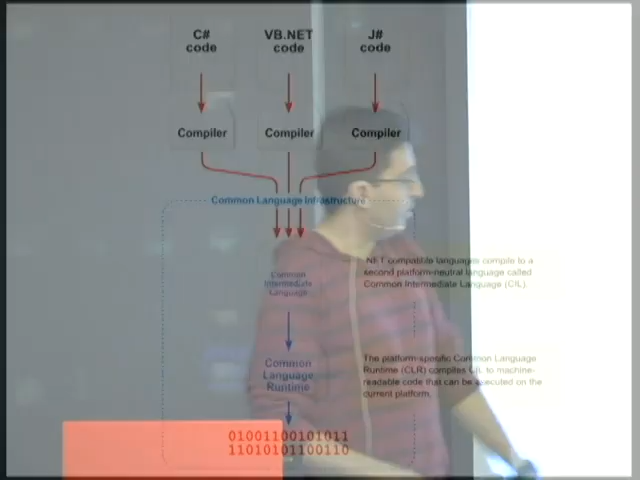 C#
code
VB.NET
code
J#
code
Compiler
Compiler
Compiler
Common Language Infrastructure
Common
Intermediate
Language
.NET compatible languages compile to a
second platform-neutral language called
Common Intermediate Language (CIL).
Common
Language
Runtime
The platform-specific Common Language
Runtime (CLR) compiles CIL to machine-
readable code that can be executed on the
current platform.
01001100101011
11010101100110